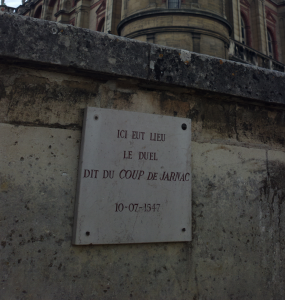 ICI EUT LIEU
LE DUEL
DIT DU COUP DE JARNAC
10-07-1547